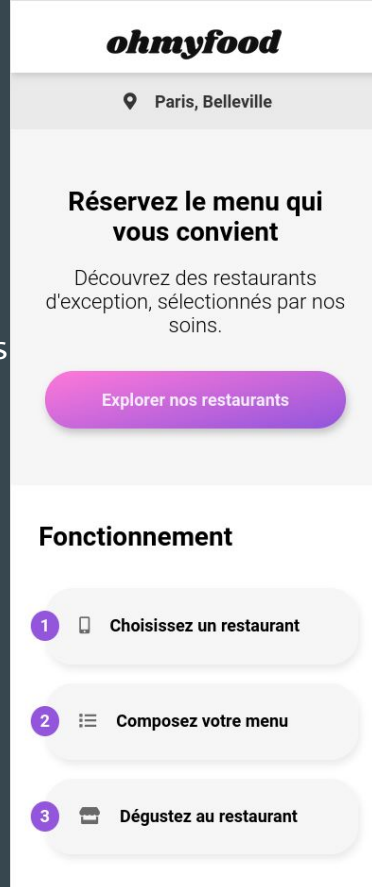 ohmyfood
Paris, Belleville
Réservez le menu qui
vous convient
Découvrez des restaurants
d'exception, sélectionnés par nos
soins.
s
Explorer nos restaurants
Fonctionnement
1 Choisissez un restaurant
2 Composez votre menu
3 Dégustez au restaurant